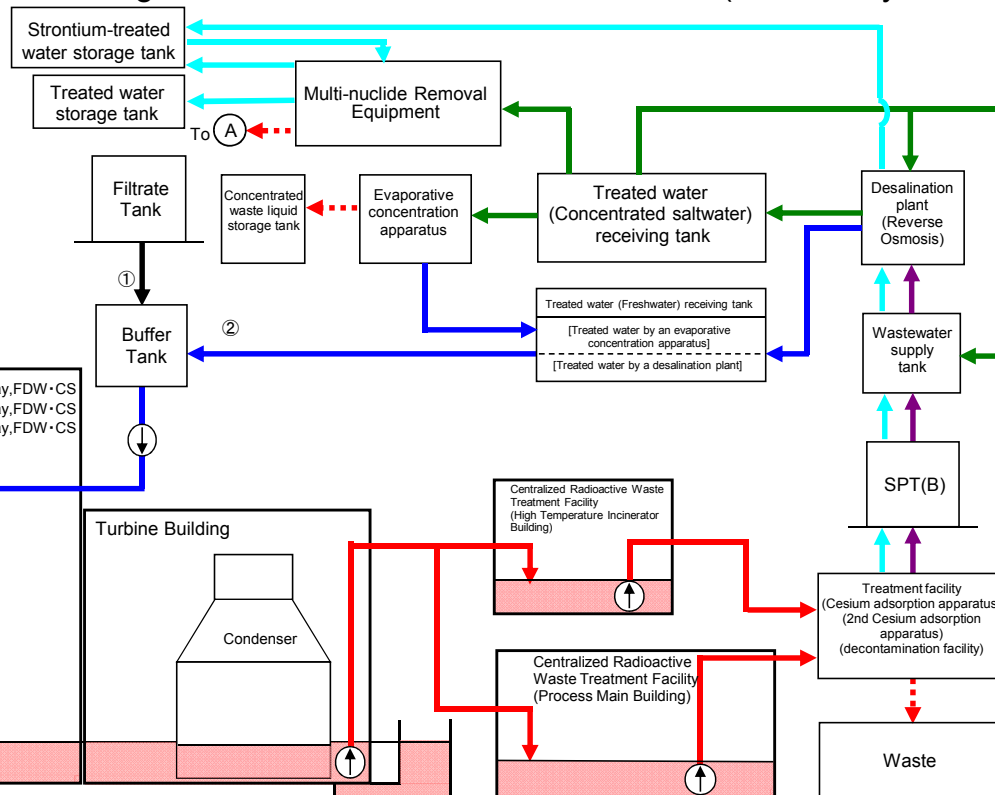 Strontium-treated
water storage tank
Treated water
storage tank
Multi-nuclide Removal
Equipment
To A
Filtrate
Tank
①
Buffer
Tank
②
Concentrated
waste liquid
storage tank
Evaporative
concentration
apparatus
Treated water
(Concentrated saltwater)
receiving tank
Desalination
plant
(Reverse
Osmosis)
Treated water (Freshwater) receiving tank
[Treated water by an evaporative
concentration apparatus]
[Treated water by a desalination plant]
Wastewater
supply
tank
ay,FDW・CS
ay,FDW・CS
ay,FDW・CS
SPT(B)
Turbine Building
Condenser
Centralized Radioactive Waste
Treatment Facility
(High Temperature Incinerator
Building)
Centralized Radioactive
Waste Treatment Facility
(Process Main Building)
Treatment facility
(Cesium adsorption apparatus
(2nd Cesium adsorption
apparatus)
(decontamination facility)
Waste